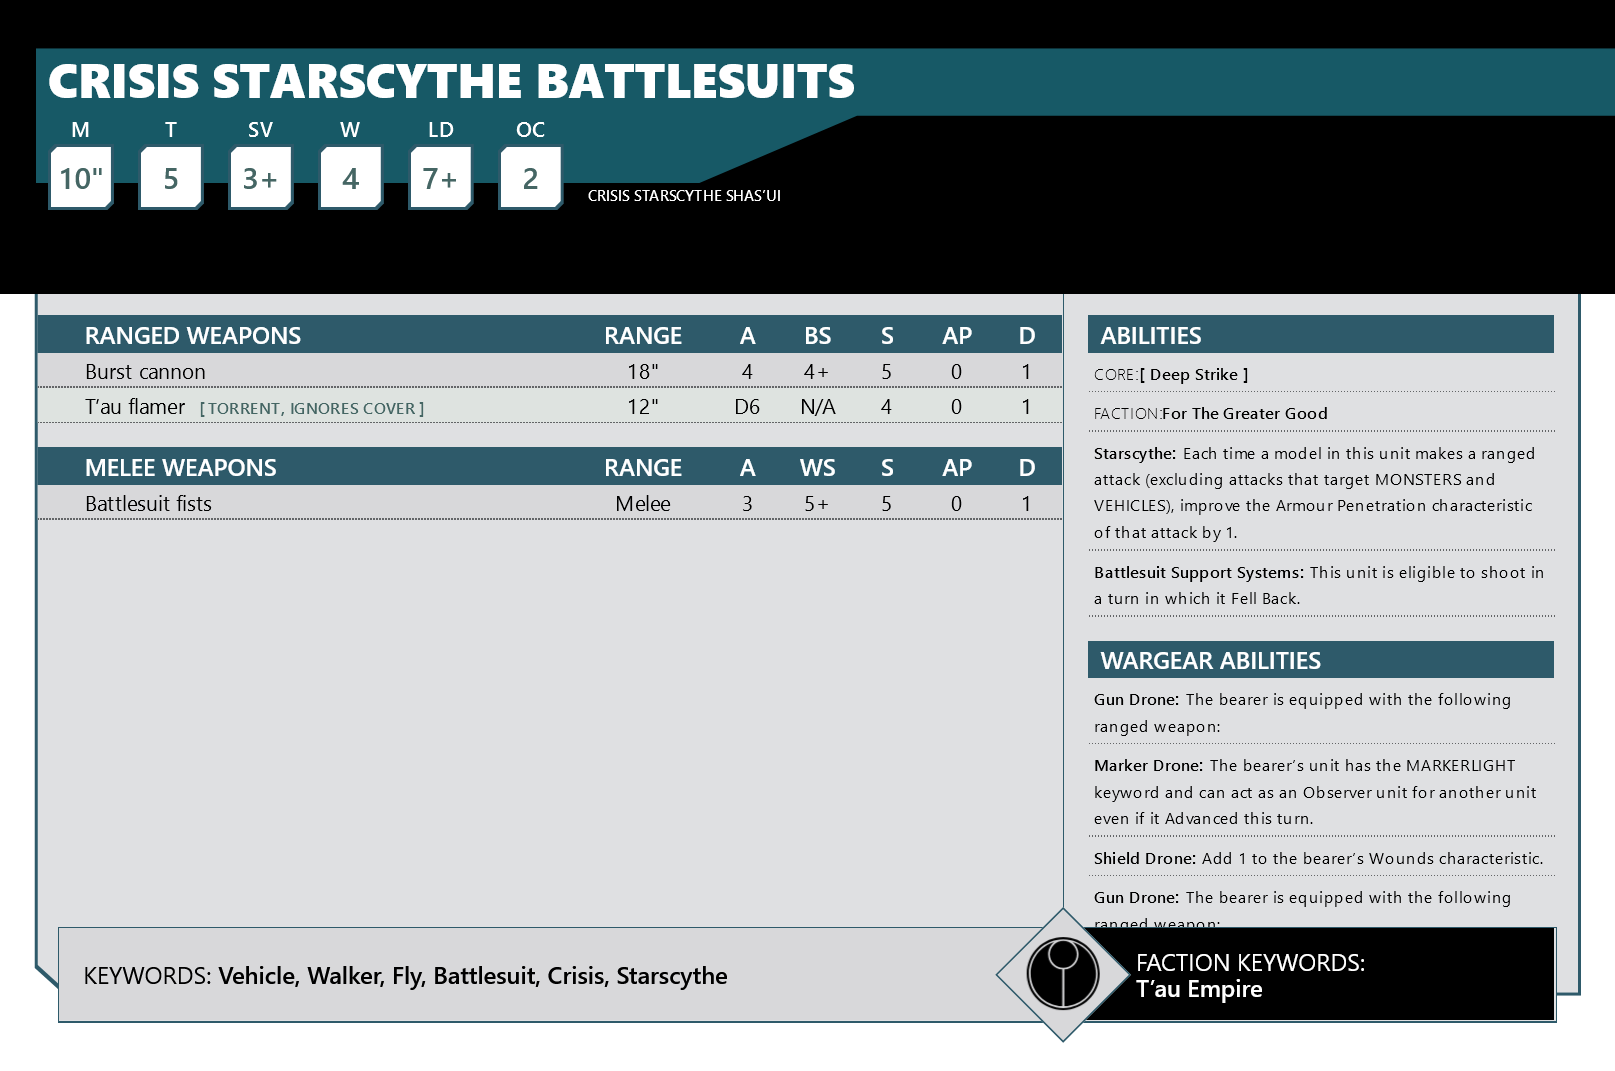 CRISIS STARSCYTHE BATTLESUITS
M T SV W LD OC
10" 5 3+ 4 7+ 2
CRISIS STARSCYTHE SHAS’UI
RANGED WEAPONS RANGE A BS S AP D
Burst cannon 18" 4 4+ 5 0 1
T’au flamer [ TORRENT, IGNORES COVER ] 12" D6 N/A 4 0 1
MELEE WEAPONS RANGE A WS S AP D
Battlesuit fists Melee 3 5+ 5 0 1
ABILITIES
CORE:[ Deep Strike ]
FACTION:For The Greater Good
Starscythe: Each time a model in this unit makes a ranged
attack (excluding attacks that target MONSTERS and
VEHICLES), improve the Armour Penetration characteristic
of that attack by 1.
Battlesuit Support Systems: This unit is eligible to shoot in
a turn in which it Fell Back.
WARGEAR ABILITIES
Gun Drone: The bearer is equipped with the following
ranged weapon:
Marker Drone: The bearer’s unit has the MARKERLIGHT
keyword and can act as an Observer unit for another unit
even if it Advanced this turn.
Shield Drone: Add 1 to the bearer’s Wounds characteristic.
Gun Drone: The bearer is equipped with the following
ranged weapon:
KEYWORDS: Vehicle, Walker, Fly, Battlesuit, Crisis, Starscythe
FACTION KEYWORDS:
T’au Empire